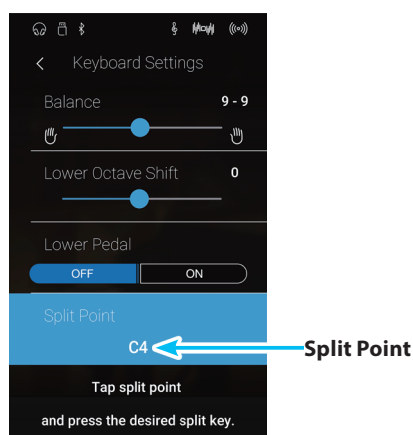 Keyboard Settings
Balance 9 - 9
Lower Octave Shift 0
Lower Pedal
OFF ON
Split Point
C4 Split Point
Tap split point
and press the desired split key.